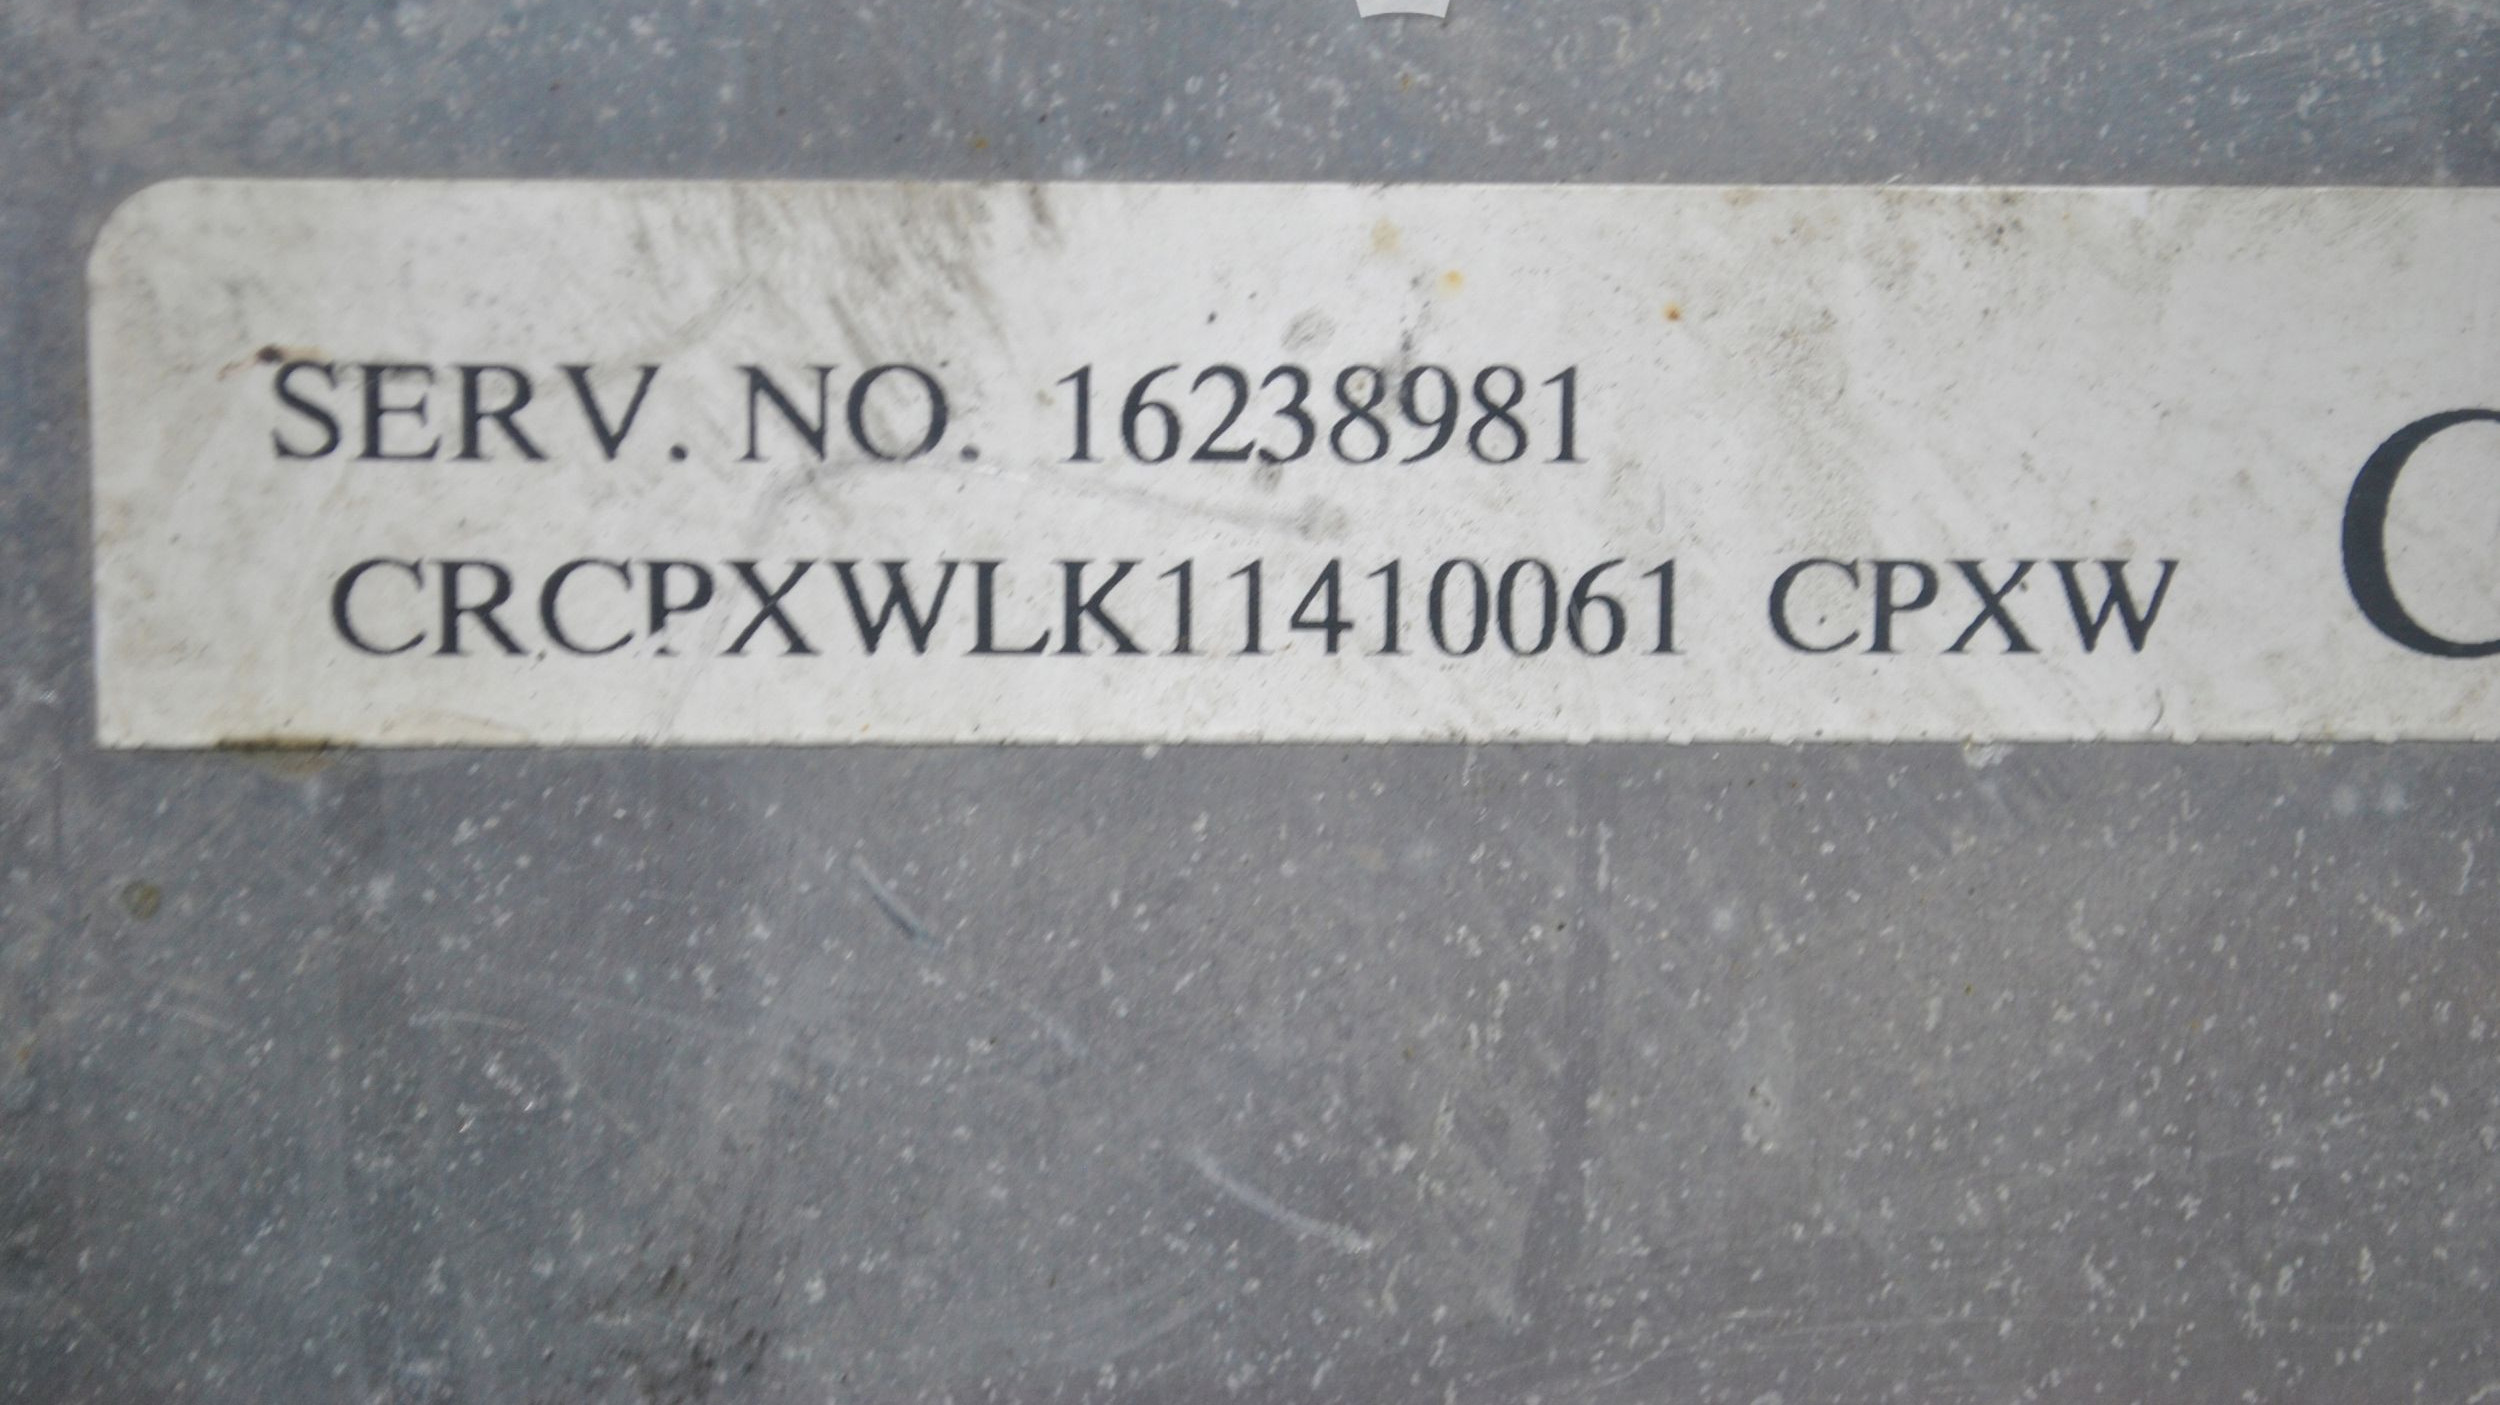 SERV. NO. 16238981
CRCPXWLK11410061 CPXW